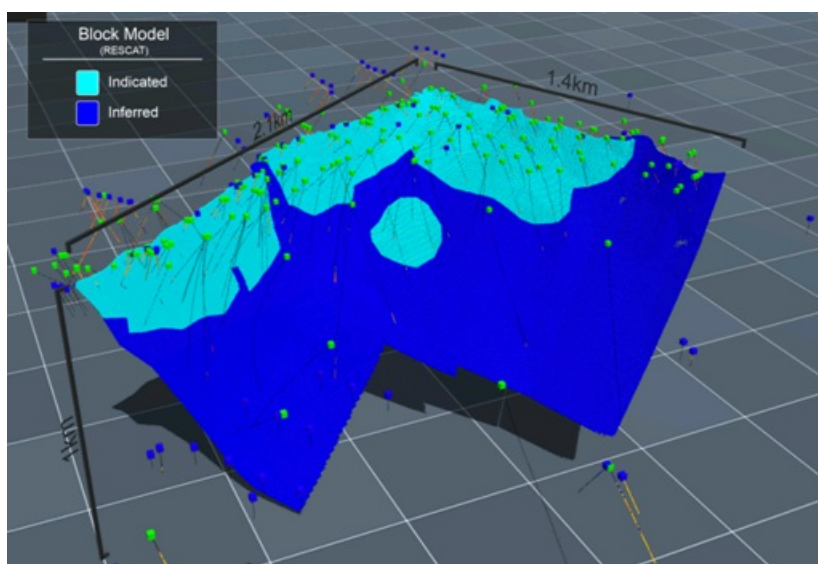 Block Model
(RESCAT)
Indicated
Inferred
2.1km
1.4km
1km